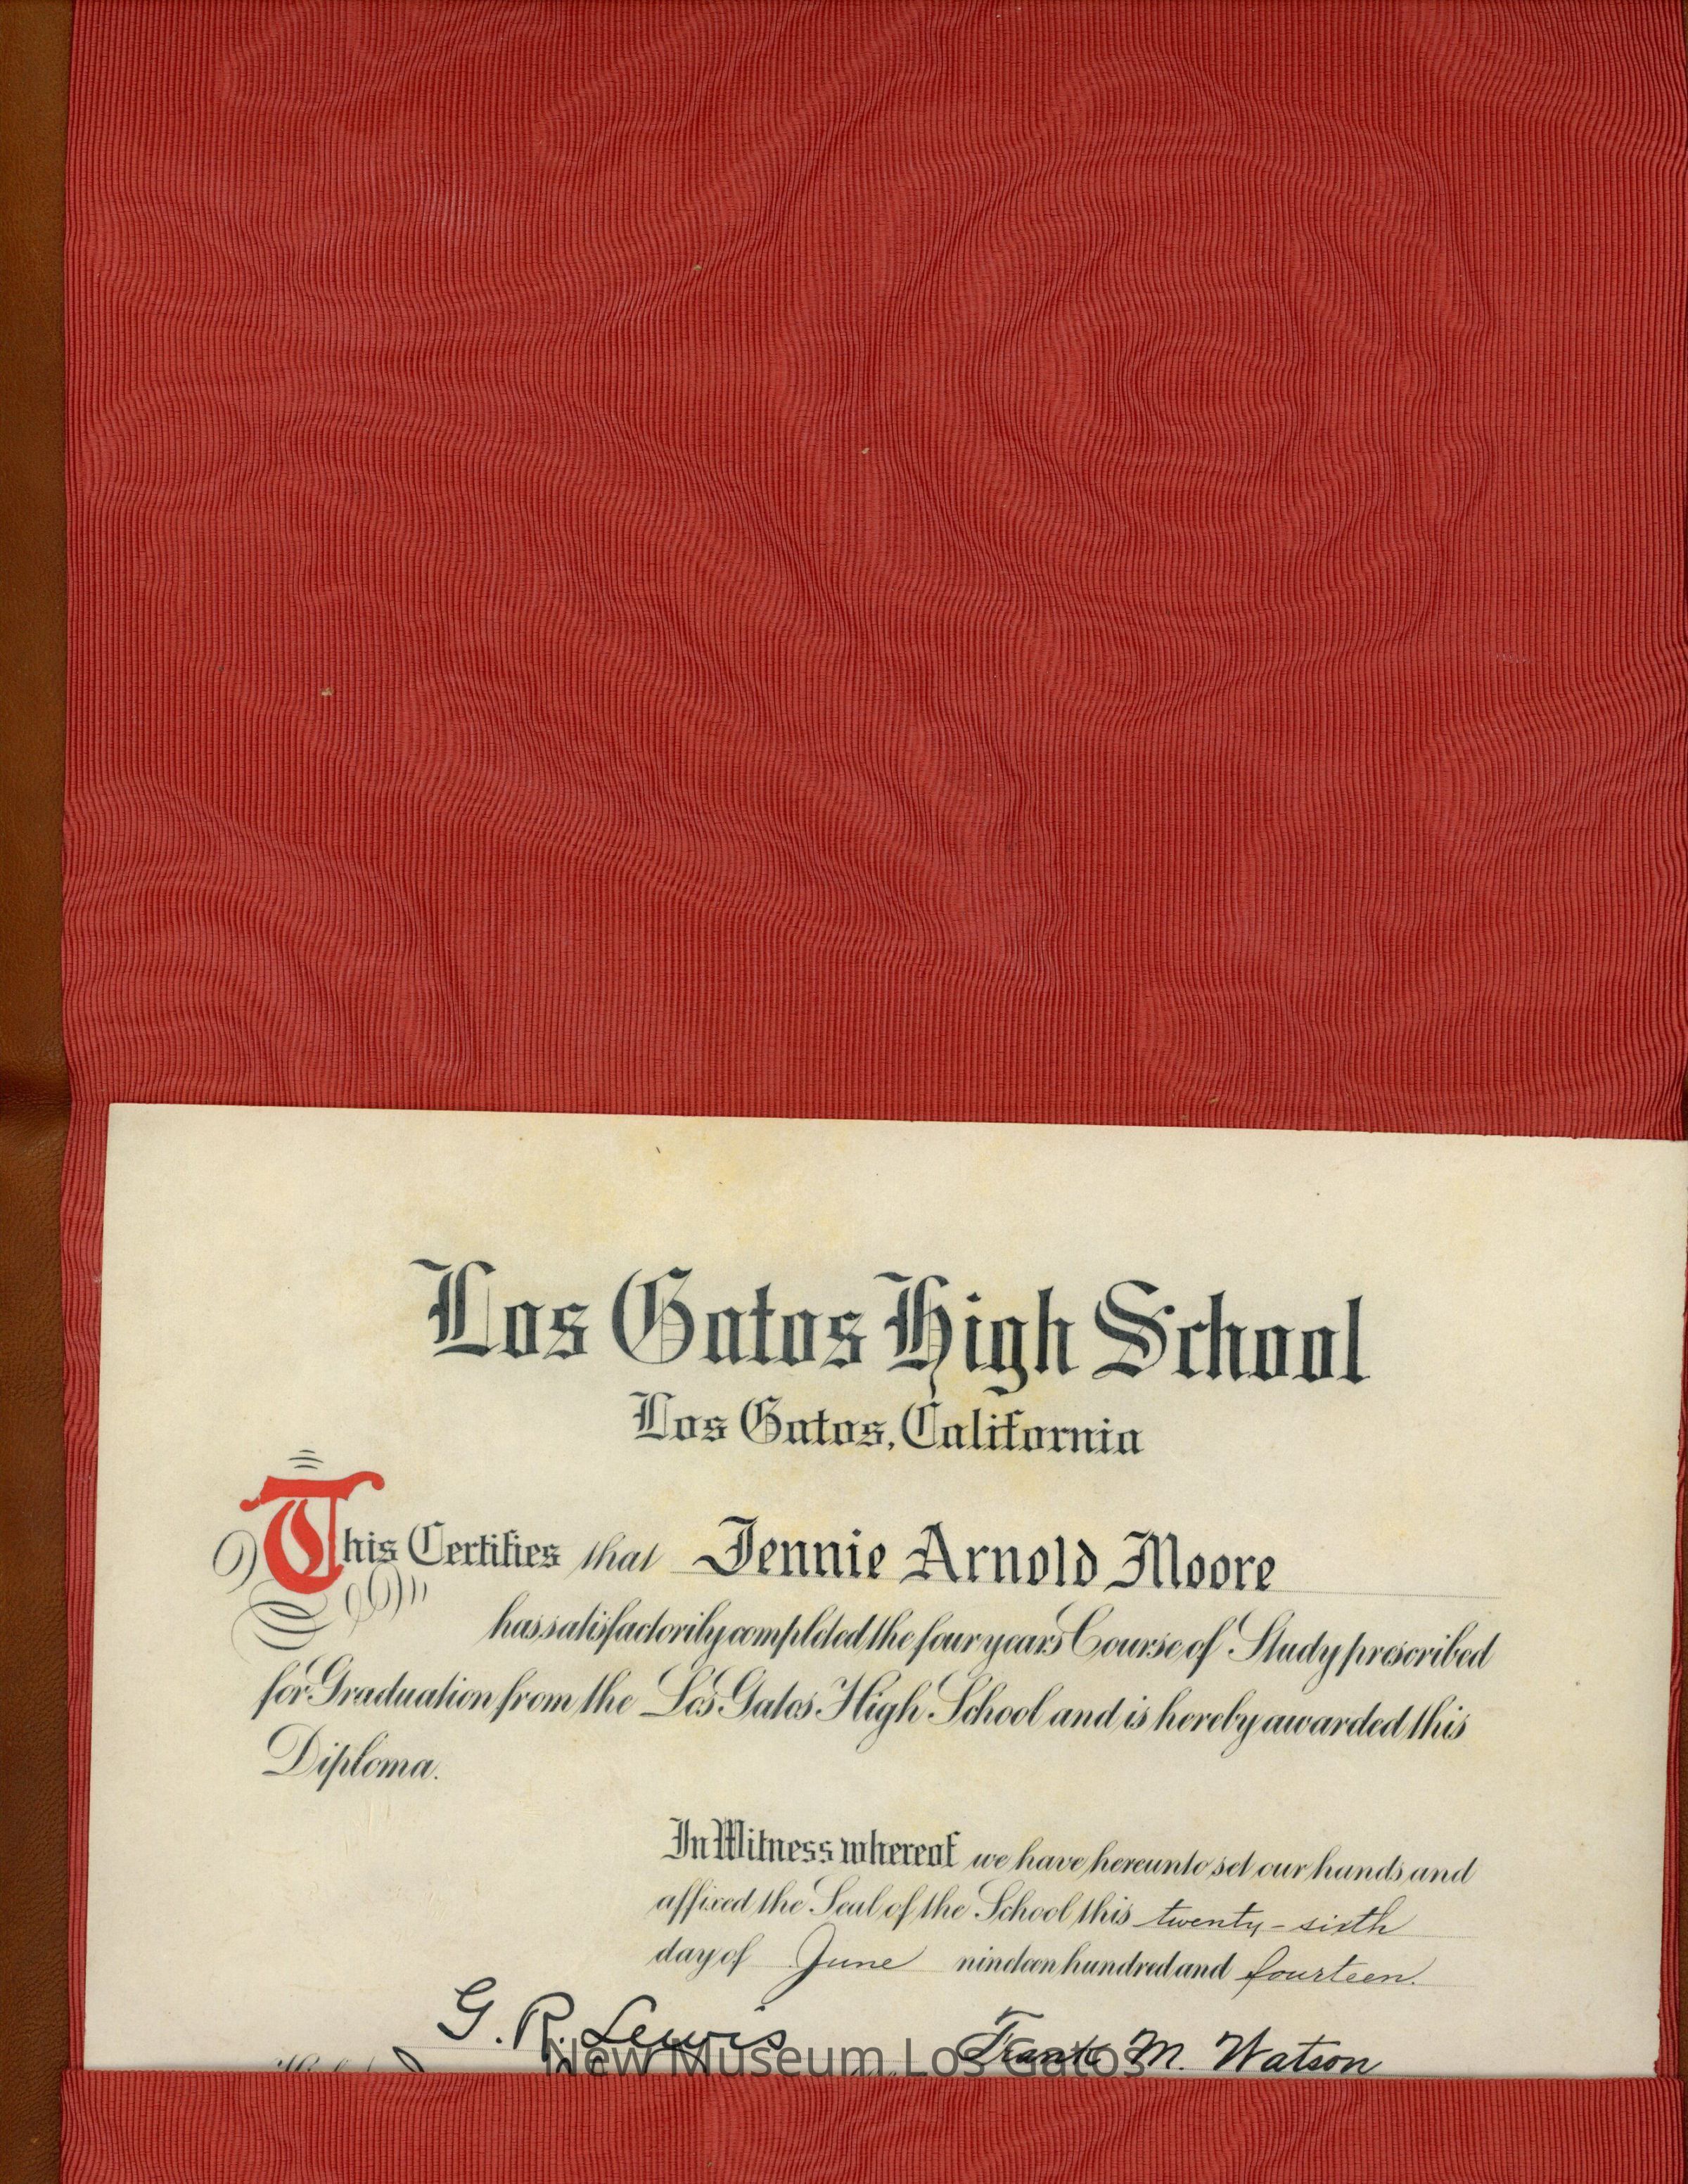 Los Gatos High School
Los Gatos, California
This Certifies that Jennie Arnold Moore
has satisfactorily completed the four years Course of Study prescribed
for Graduation from the Los Gatos High School and is hereby awarded this
Diploma.
In Witness whereof we have hereunto set our hands and
affixed the Seal of the School this twenty-sixth
day of June nineteen hundred and fourteen.
G. R. Lewis
Frank M. Watson
New Museum Los Gatos